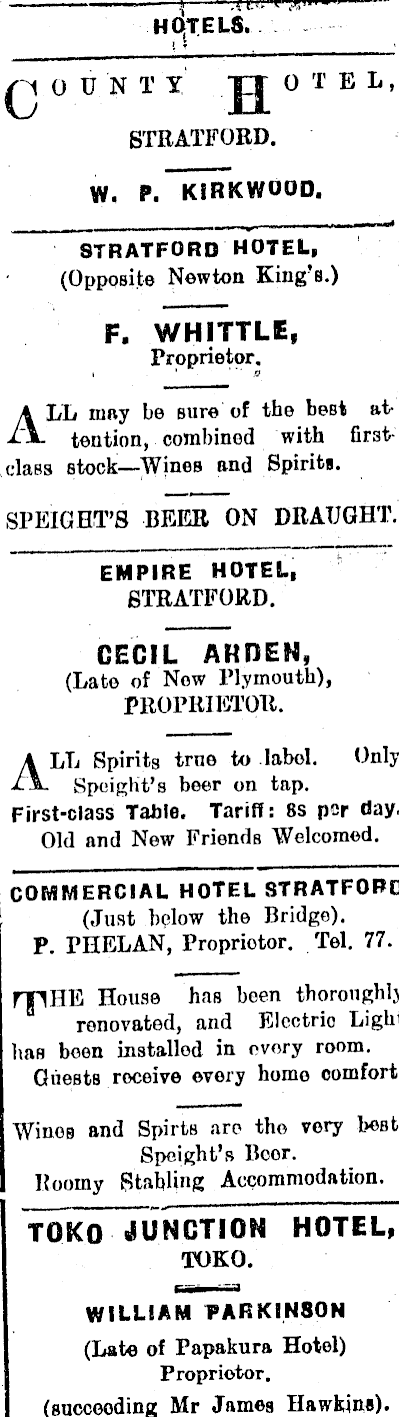 HOTELS.
COUNTY HOTEL,
STRATFORD.
W. P. KIRKWOOD.
STRATFORD HOTEL,
(Opposite Newton King's.)
F. WHITTLE,
Proprietor.
ALL may be sure of the best at-
tention, combined with first-
class stock—Wines and Spirits.
SPEIGHT'S BEER ON DRAUGHT.
EMPIRE HOTEL,
STRATFORD.
CECIL ARDEN,
(Late of New Plymouth),
PROPRIETOR.
ALL Spirits true to label. Only
Speight's beer on tap.
First-class Table. Tariff: 8s per day.
Old and New Friends Welcomed.
COMMERCIAL HOTEL STRATFORD
(Just below the Bridge).
P. PHELAN, Proprietor. Tel. 77.
THE House has been thoroughly
renovated, and Electric Light
has been installed in every room.
Guests receive every home comfort
Wines and Spirts are the very best
Speight's Beer.
Roomy Stabling Accommodation.
TOKO JUNCTION HOTEL,
TOKO.
WILLIAM PARKINSON
(Late of Papakura Hotel)
Proprietor.
(succeeding Mr James Hawkins).